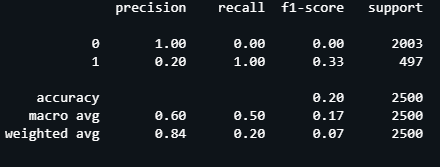 precision recall f1-score support
0 1.00 0.00 0.00 2003
1 0.20 1.00 0.33 497
accuracy 0.20 2500
macro avg 0.60 0.50 0.17 2500
weighted avg 0.84 0.20 0.07 2500